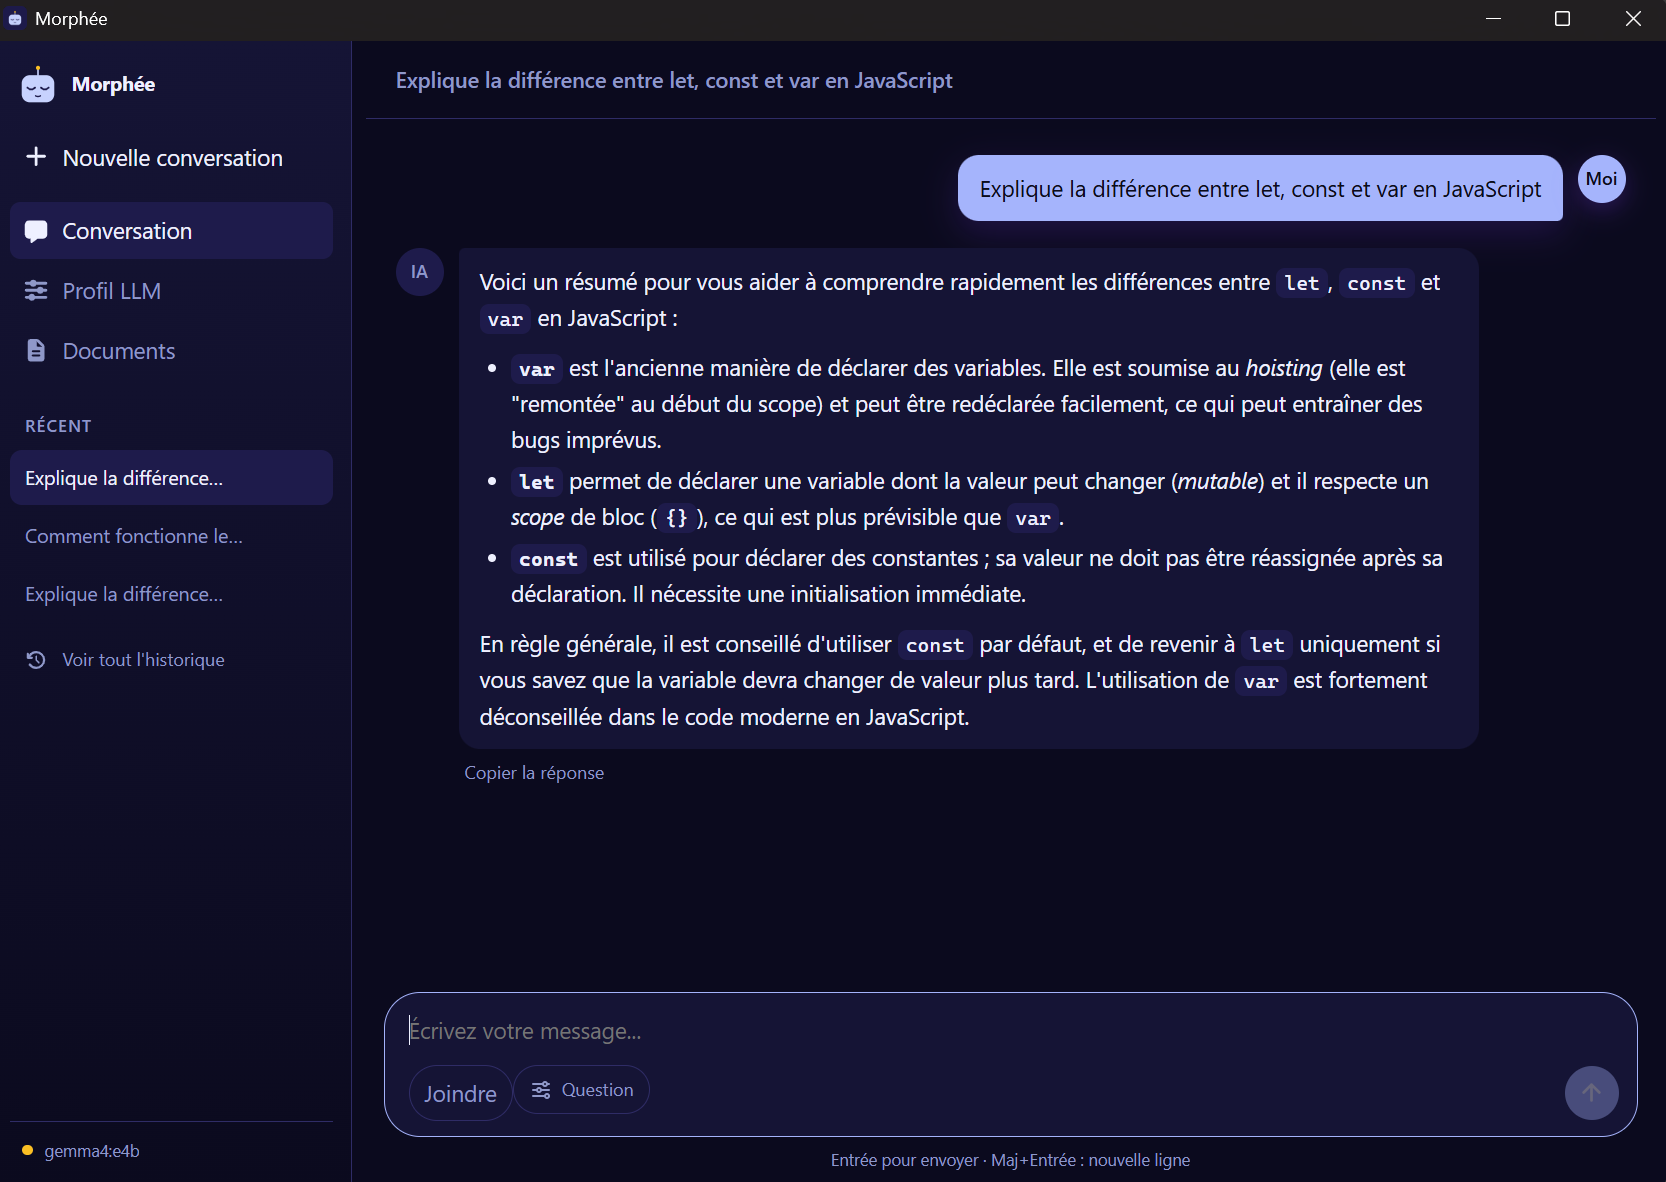 Morphée
Morphée
Nouvelle conversation
Conversation
Profil LLM
Documents
RÉCENT
Explique la différence...
Comment fonctionne le...
Explique la différence...
Voir tout l'historique
gemma4:e4b
Explique la différence entre let, const et var en JavaScript
Explique la différence entre let, const et var en JavaScript
Moi
IA
Voici un résumé pour vous aider à comprendre rapidement les différences entre let, const et
var en JavaScript :
• var est l'ancienne manière de déclarer des variables. Elle est soumise au hoisting (elle est
"remontée" au début du scope) et peut être redéclarée facilement, ce qui peut entraîner des
bugs imprévus.
• let permet de déclarer une variable dont la valeur peut changer (mutable) et il respecte un
scope de bloc ( {} ), ce qui est plus prévisible que var.
• const est utilisé pour déclarer des constantes ; sa valeur ne doit pas être réassignée après sa
déclaration. Il nécessite une initialisation immédiate.
En règle générale, il est conseillé d'utiliser const par défaut, et de revenir à let uniquement si
vous savez que la variable devra changer de valeur plus tard. L'utilisation de var est fortement
déconseillée dans le code moderne en JavaScript.
Copier la réponse
Écrivez votre message...
Joindre
Question
Entrée pour envoyer · Maj+Entrée : nouvelle ligne